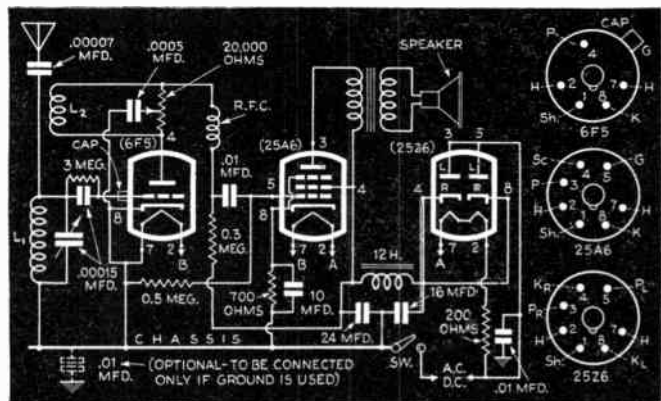 .00007
MFD.
.0005
MFD.
20,000
OHMS
SPEAKER
L2
R.F.C.
CAP
(6F5)
4
3 MEG.
8
7
2
B
L1
.00015
MFD.
.01
MFD.
(25A6)
3
5
4
8
7
2
B
A
0.3
MEG.
0.5 MEG.
700
OHMS
10
MFD.
12 H.
24 MFD.
16 MFD.
(25Z6)
3
5
L
L
R
R
4
8
7
2
A
200
OHMS
.01 MFD.
CHASSIS
SW.
A.C.
D.C.
.01
MFD.
(OPTIONAL-TO BE CONNECTED
ONLY IF GROUND IS USED)
CAP
P.
G
4
H
2
7
H
1
8
Sh.
K
6F5
Sc
G
4
5
P
3
H
2
7
H
1
8
Sh.
K
25A6
KR
PL
4
5
PR
3
H
2
7
H
1
8
Sh.
KL
25Z6